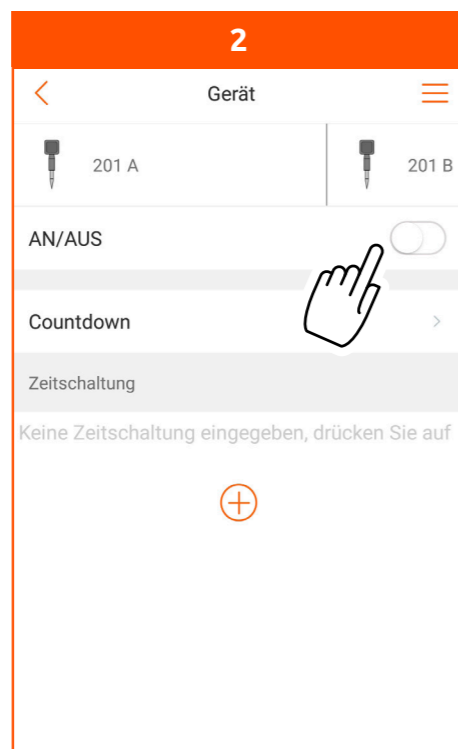 2
Gerät
201 A
201 B
AN/AUS
Countdown
Zeitschaltung
Keine Zeitschaltung eingegeben, drücken Sie auf